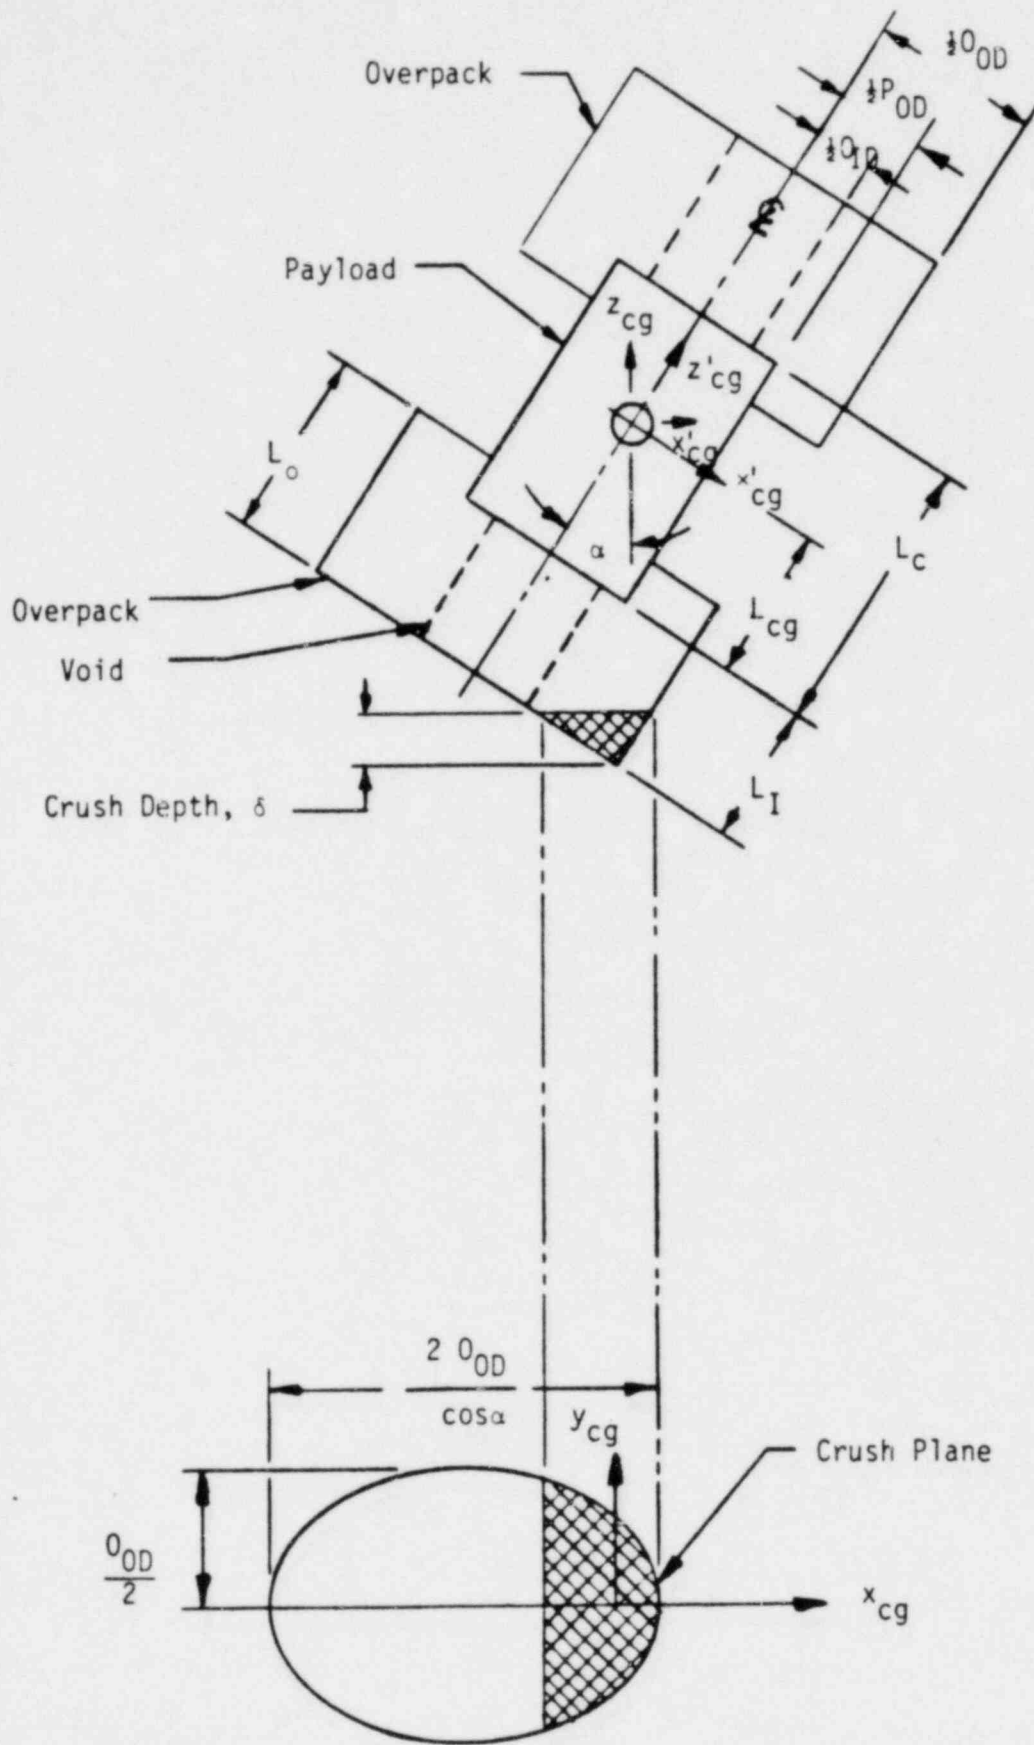 ½O_OD
Overpack
½P_OD
½O_ID
℄
Payload
z_cg
z'_cg
x'_cg
x'_cg
L_o
α
L_c
L_cg
Overpack
Void
L_I
Crush Depth, δ
2 O_OD
cosα
y_cg
Crush Plane
O_OD
2
x_cg